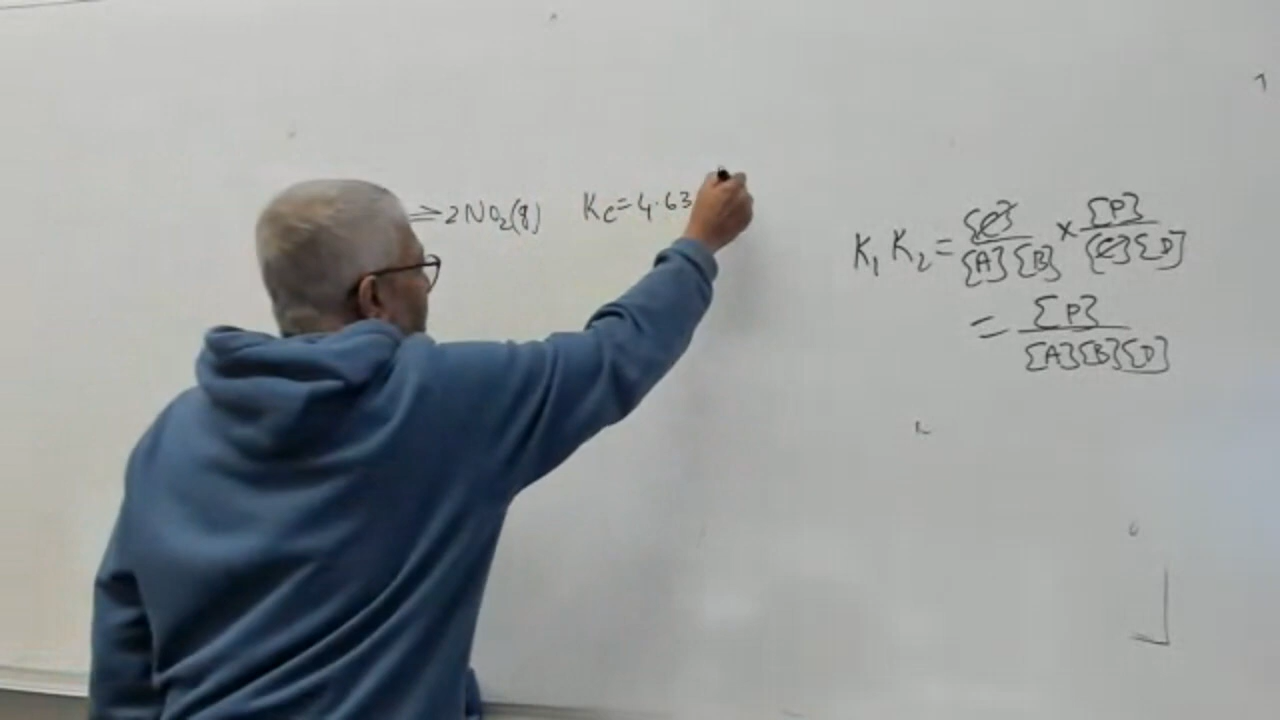 ⇌ 2NO₂(g) Kc = 4.63
K₁ K₂ = [C]/[A][B] × [P]/[C][D]
= [P]/[A][B][D]